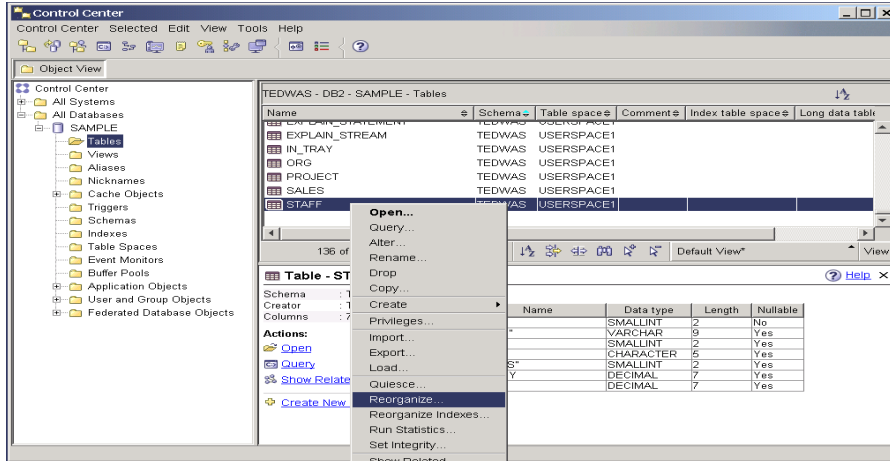 Control Center
Control Center Selected Edit View Tools Help
Object View
Control Center
All Systems
All Databases
SAMPLE
Tables
Views
Aliases
Nicknames
Cache Objects
Triggers
Schemas
Indexes
Table Spaces
Event Monitors
Buffer Pools
Application Objects
User and Group Objects
Federated Database Objects
TEDWAS - DB2 - SAMPLE - Tables
Name Schema Table space Comment Index table space Long data table
EXPLAIN_STATEMENT TEDWAS USERSPACE1
EXPLAIN_STREAM TEDWAS USERSPACE1
IN_TRAY TEDWAS USERSPACE1
ORG TEDWAS USERSPACE1
PROJECT TEDWAS USERSPACE1
SALES TEDWAS USERSPACE1
STAFF TEDWAS USERSPACE1
136 of
Default View* View
Open...
Query...
Alter...
Rename...
Drop
Copy...
Create
Privileges...
Import...
Export...
Load...
Quiesce...
Reorganize...
Reorganize Indexes...
Run Statistics...
Set Integrity...
Show Related
Table - ST
Help
Schema : T
Creator : T
Columns : 7
Actions:
Open
Query
Show Relate
Create New
Name Data type Length Nullable
SMALLINT 2 No
" VARCHAR 9 Yes
SMALLINT 2 Yes
CHARACTER 5 Yes
S" SMALLINT 2 Yes
Y DECIMAL 7 Yes
DECIMAL 7 Yes